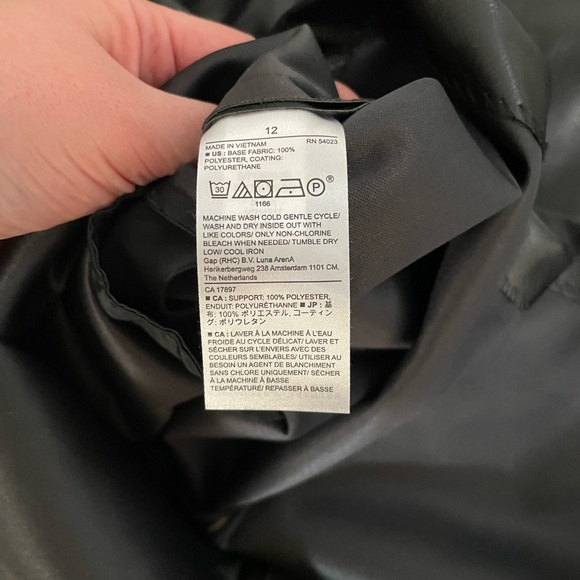 12
MADE IN VIETNAM RN 54023
■ US : BASE FABRIC: 100%
POLYESTER, COATING:
POLYURETHANE
30 P ®
1166
MACHINE WASH COLD GENTLE CYCLE/
WASH AND DRY INSIDE OUT WITH
LIKE COLORS/ ONLY NON-CHLORINE
BLEACH WHEN NEEDED/ TUMBLE DRY
LOW/ COOL IRON
Gap (RHC) B.V. Luna ArenA
Herikerbergweg 238 Amsterdam 1101 CM,
The Netherlands
CA 17897
■ CA : SUPPORT: 100% POLYESTER,
ENDUIT: POLYURÉTHANNE ■ JP : 基
布: 100% ポリエステル, コーティン
グ: ポリウレタン
■ CA : LAVER À LA MACHINE À L'EAU
FROIDE AU CYCLE DÉLICAT/ LAVER ET
SÉCHER SUR L'ENVERS AVEC DES
COULEURS SEMBLABLES/ UTILISER AU
BESOIN UN AGENT DE BLANCHIMENT
SANS CHLORE UNIQUEMENT/ SÉCHER
À LA MACHINE À BASSE
TEMPÉRATURE/ REPASSER À BASSE